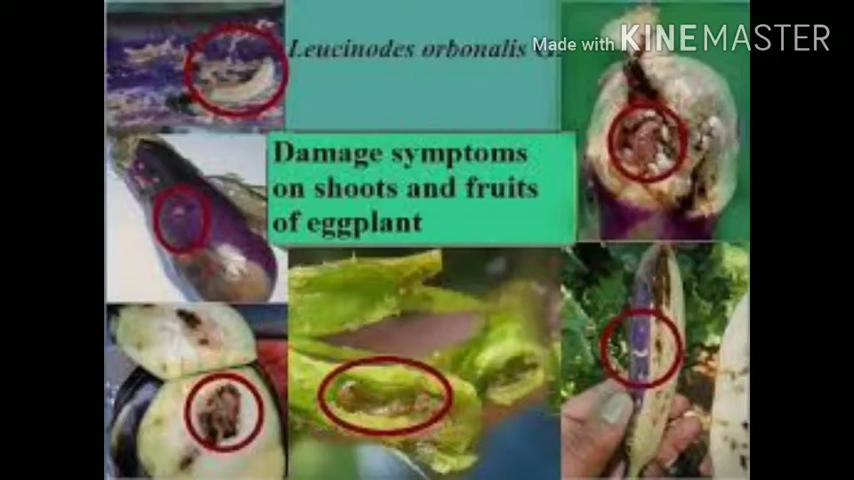 Leucinodes orbonalis
Made with KINEMASTER
Damage symptoms
on shoots and fruits
of eggplant